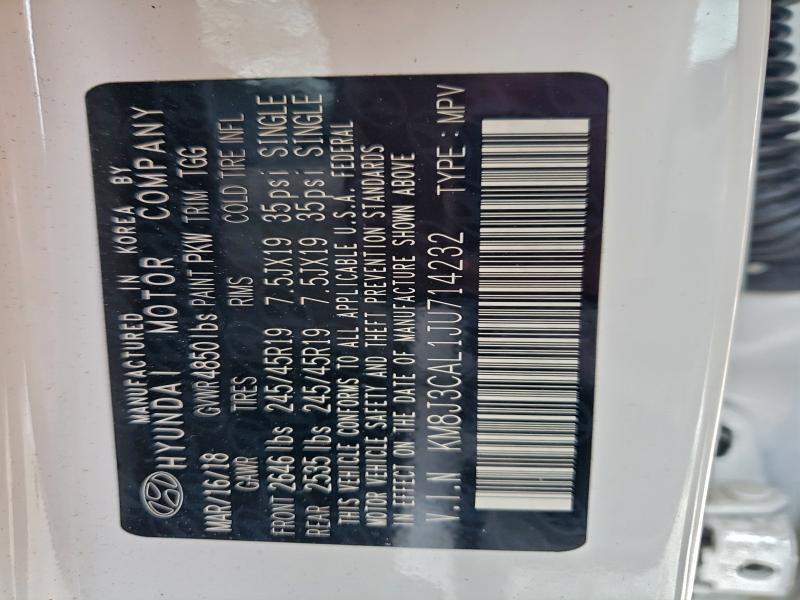 MANUFACTURED IN KOREA BY
HYUNDAI MOTOR COMPANY
MAR/16/18 GVWR4850lbs PAINT PKW TRIM TGG
GAWR TIRES RIMS COLD TIRE INFL
FRONT 2646 lbs 245/45R19 7.5JX19 35psi SINGLE
REAR 2535 lbs 245/45R19 7.5JX19 35psi SINGLE
THIS VEHICLE CONFORMS TO ALL APPLICABLE U.S.A. FEDERAL
MOTOR VEHICLE SAFETY AND THEFT PREVENTION STANDARDS
IN EFFECT ON THE DATE OF MANUFACTURE SHOWN ABOVE
V.I.N KM8J3CAL1JU714232 TYPE : MPV